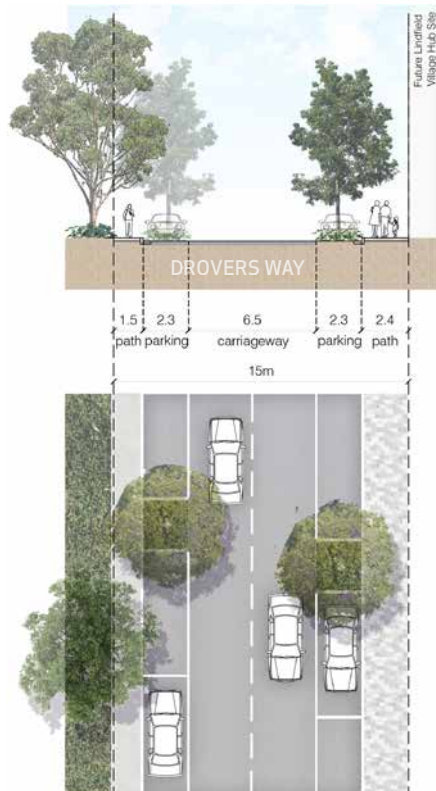 Future Lindfield
Village Hub Site
DROVERS WAY
1.5 2.3 6.5 2.3 2.4
path parking carriageway parking path
15m